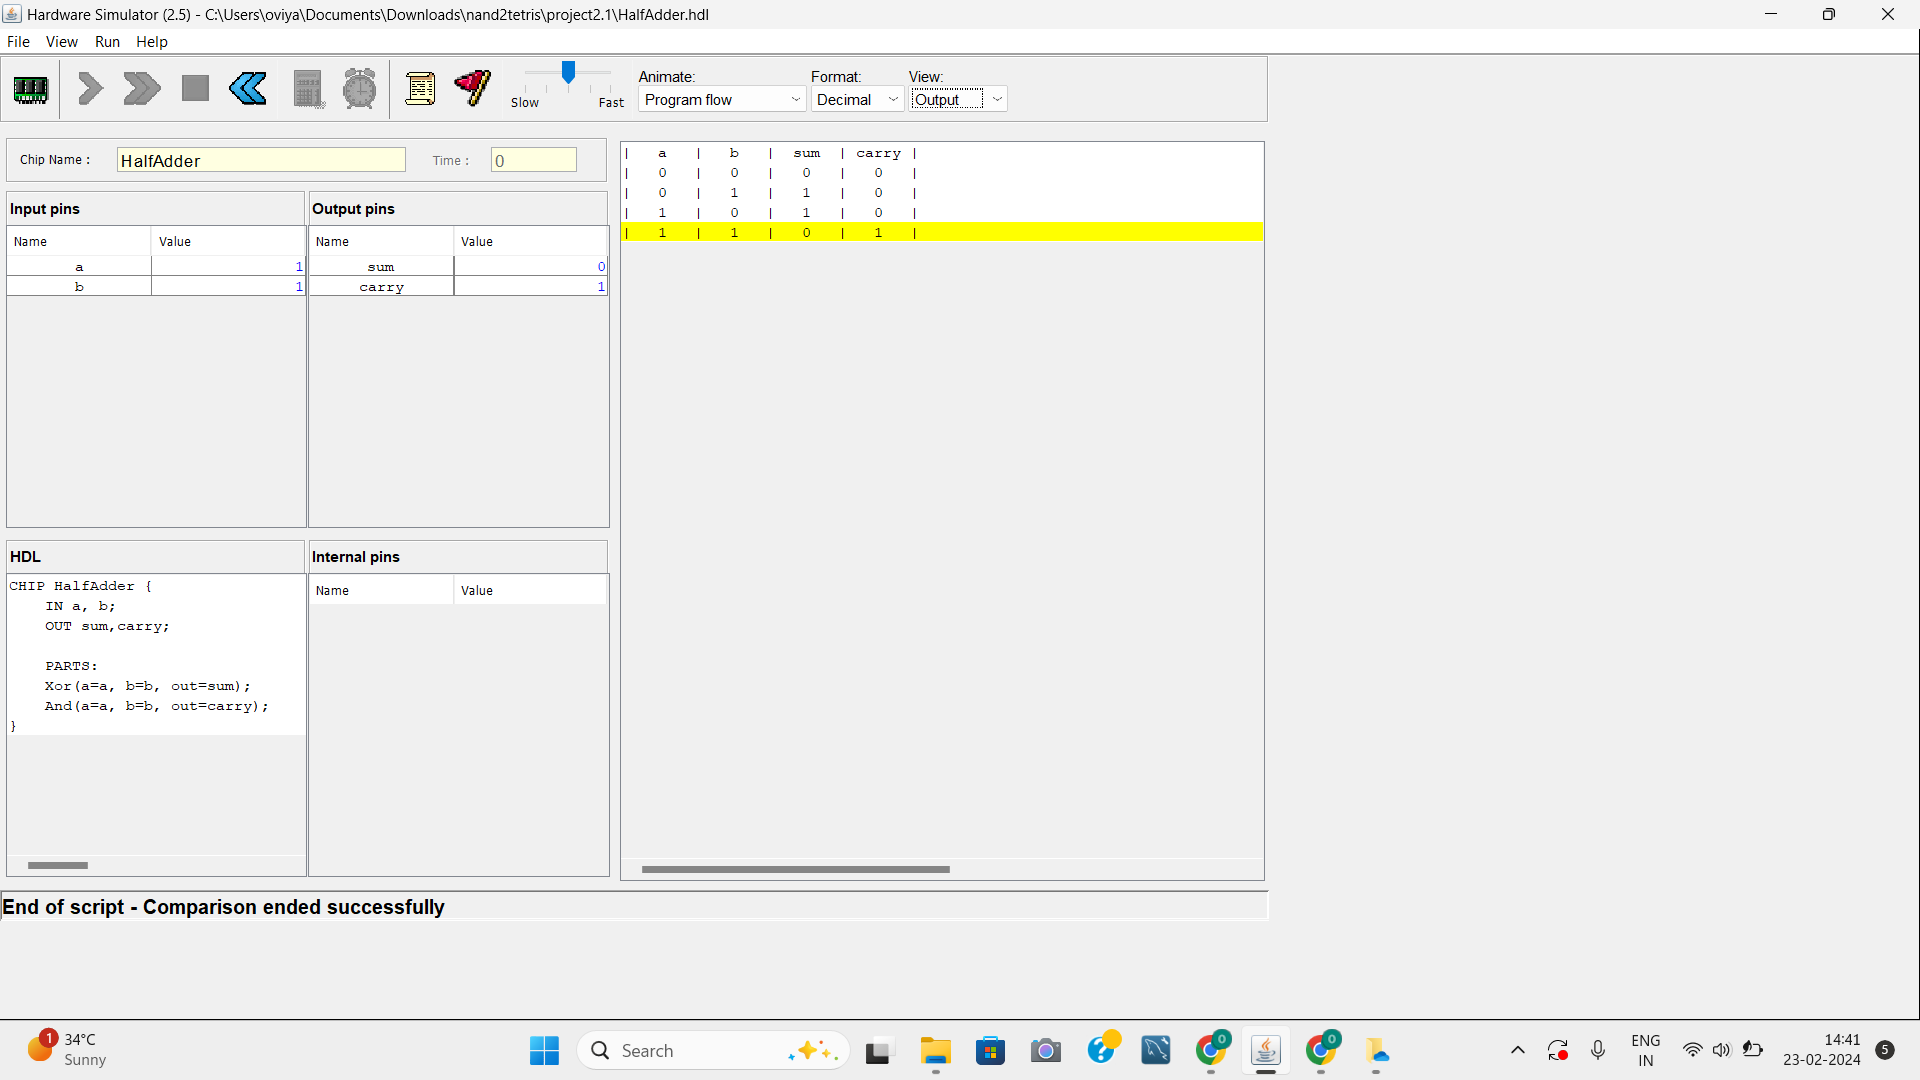 Hardware Simulator (2.5) - C:\Users\oviya\Documents\Downloads\nand2tetris\project2.1\HalfAdder.hdl
File View Run Help
Slow Fast
Animate: Format: View:
Program flow Decimal Output
Chip Name : HalfAdder Time : 0
Input pins
Name Value
a 1
b 1
Output pins
Name Value
sum 0
carry 1
| a | b | sum | carry |
| 0 | 0 | 0 | 0 |
| 0 | 1 | 1 | 0 |
| 1 | 0 | 1 | 0 |
| 1 | 1 | 0 | 1 |
HDL
CHIP HalfAdder {
IN a, b;
OUT sum,carry;
PARTS:
Xor(a=a, b=b, out=sum);
And(a=a, b=b, out=carry);
}
Internal pins
Name Value
End of script - Comparison ended successfully
1
34°C
Sunny
Search
0
0
ENG
IN
14:41
23-02-2024
5